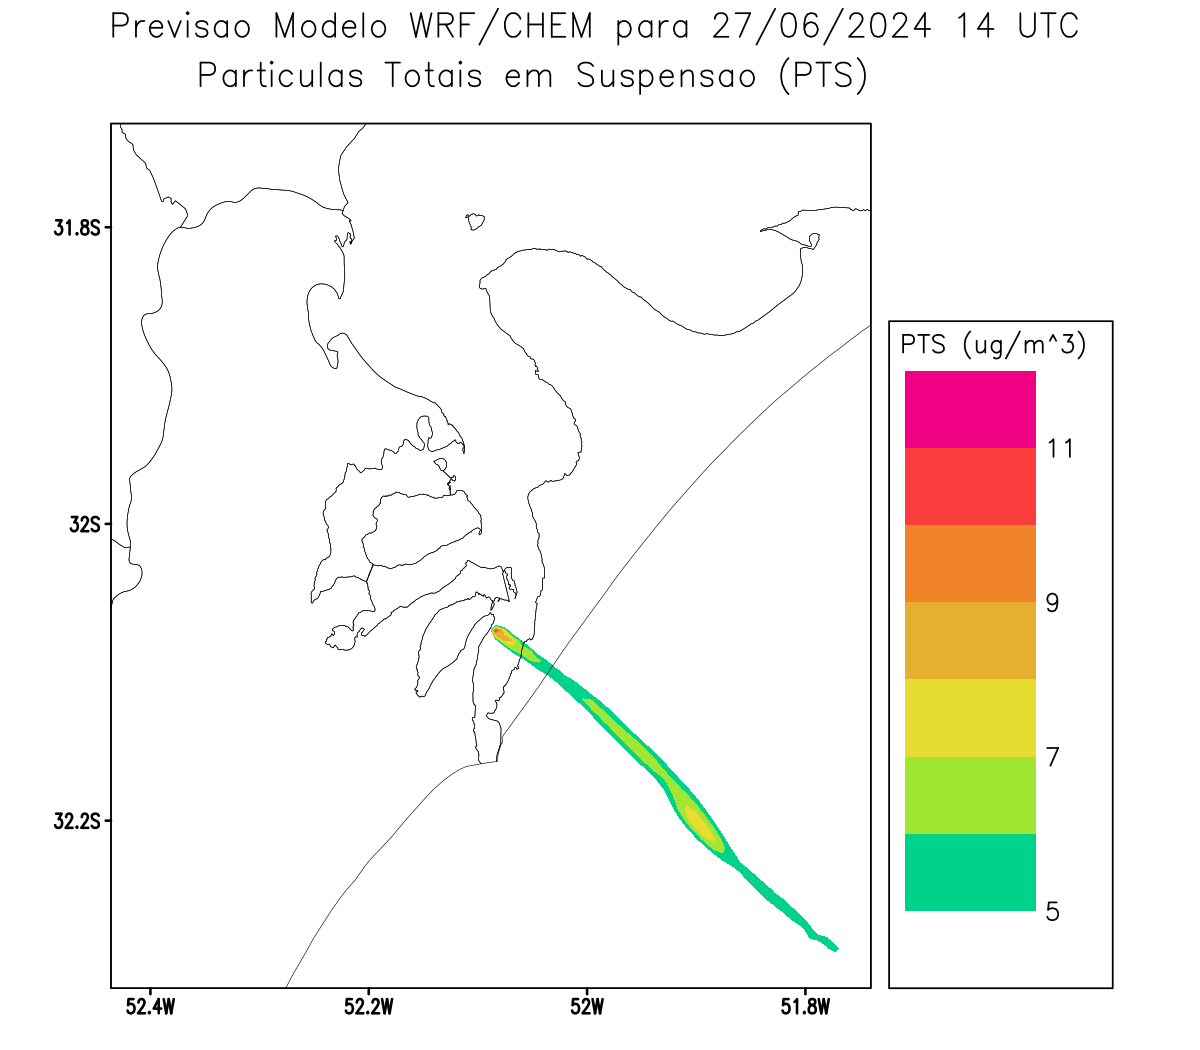 Previsao Modelo WRF/CHEM para 27/06/2024 14 UTC
Particulas Totais em Suspensao (PTS)
31.8S
32S
32.2S
52.4W
52.2W
52W
51.8W
PTS (ug/m^3)
11
9
7
5